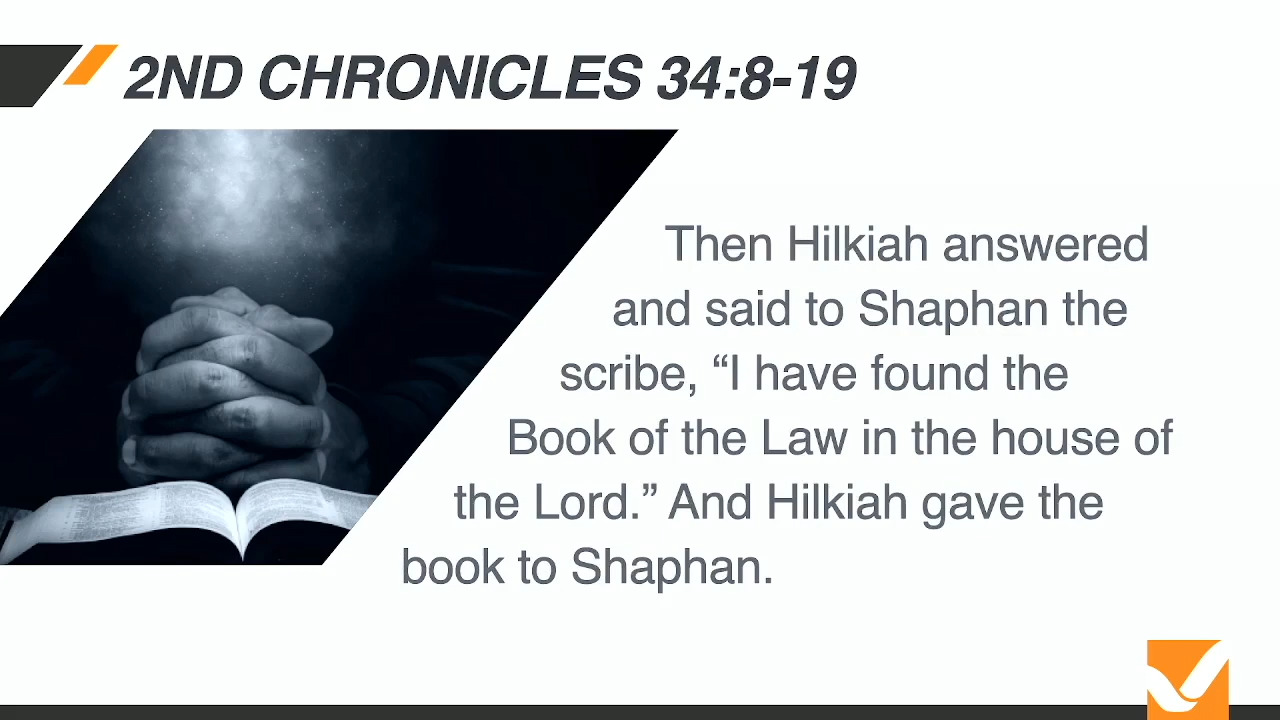 2ND CHRONICLES 34:8-19
Then Hilkiah answered
and said to Shaphan the
scribe, “I have found the
Book of the Law in the house of
the Lord.” And Hilkiah gave the
book to Shaphan.